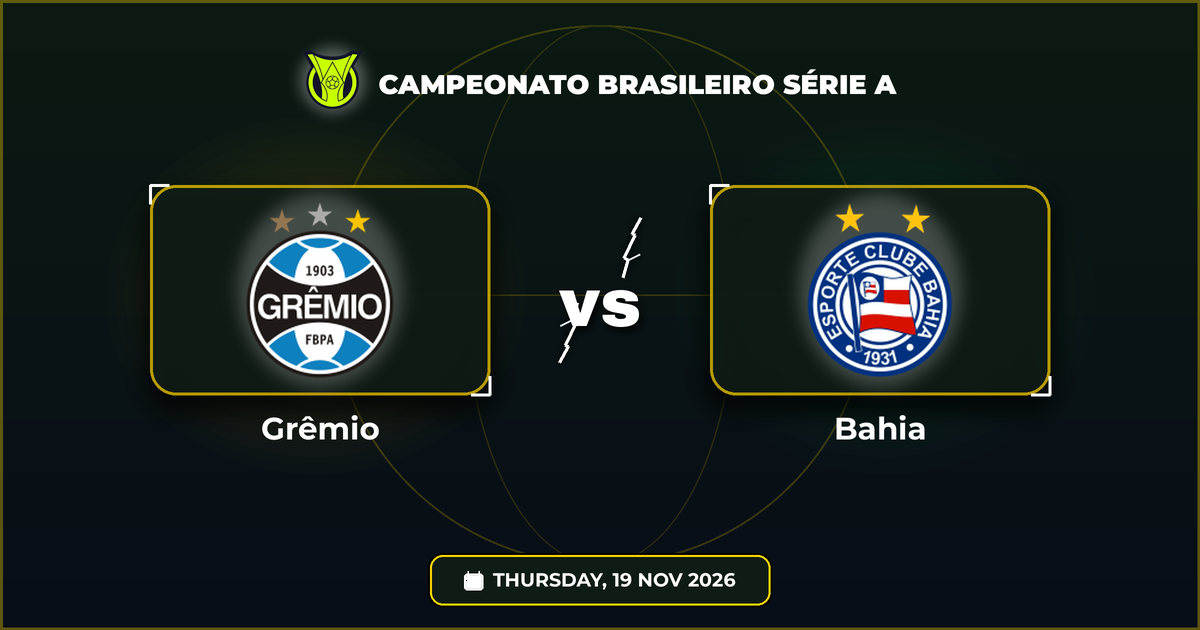 CAMPEONATO BRASILEIRO SÉRIE A
1903
GRÊMIO
FBPA
VS
ESPORTE CLUBE BAHIA
1931
Grêmio
Bahia
THURSDAY, 19 NOV 2026